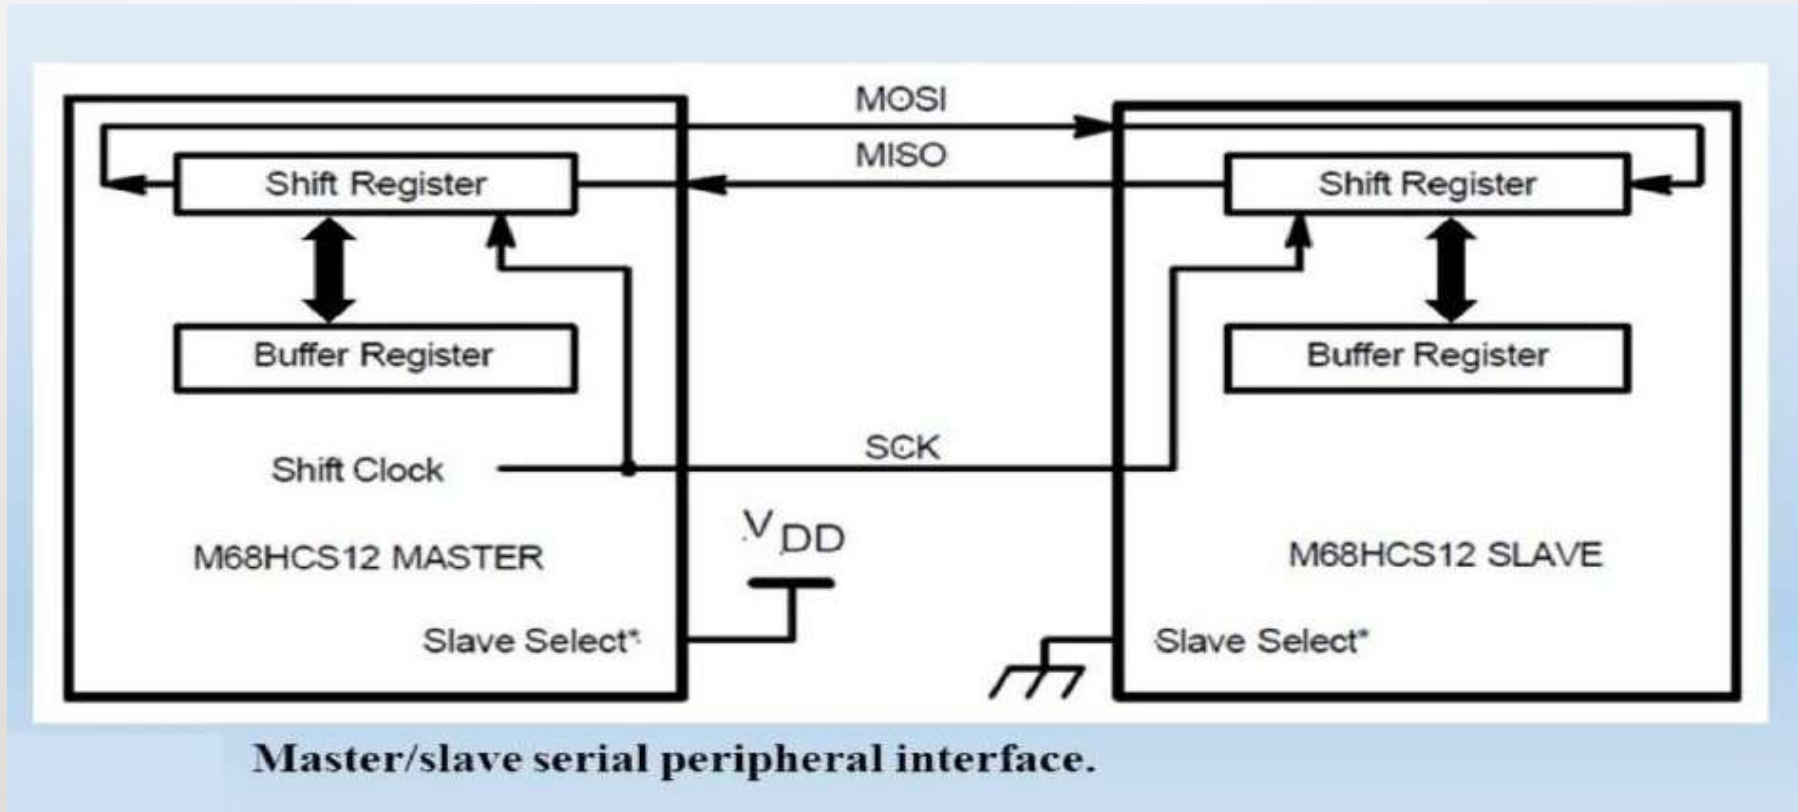 MOSI
MISO
Shift Register
Shift Register
Buffer Register
Buffer Register
SCK
Shift Clock
VDD
M68HCS12 MASTER
M68HCS12 SLAVE
Slave Select*
Slave Select*
Master/slave serial peripheral interface.